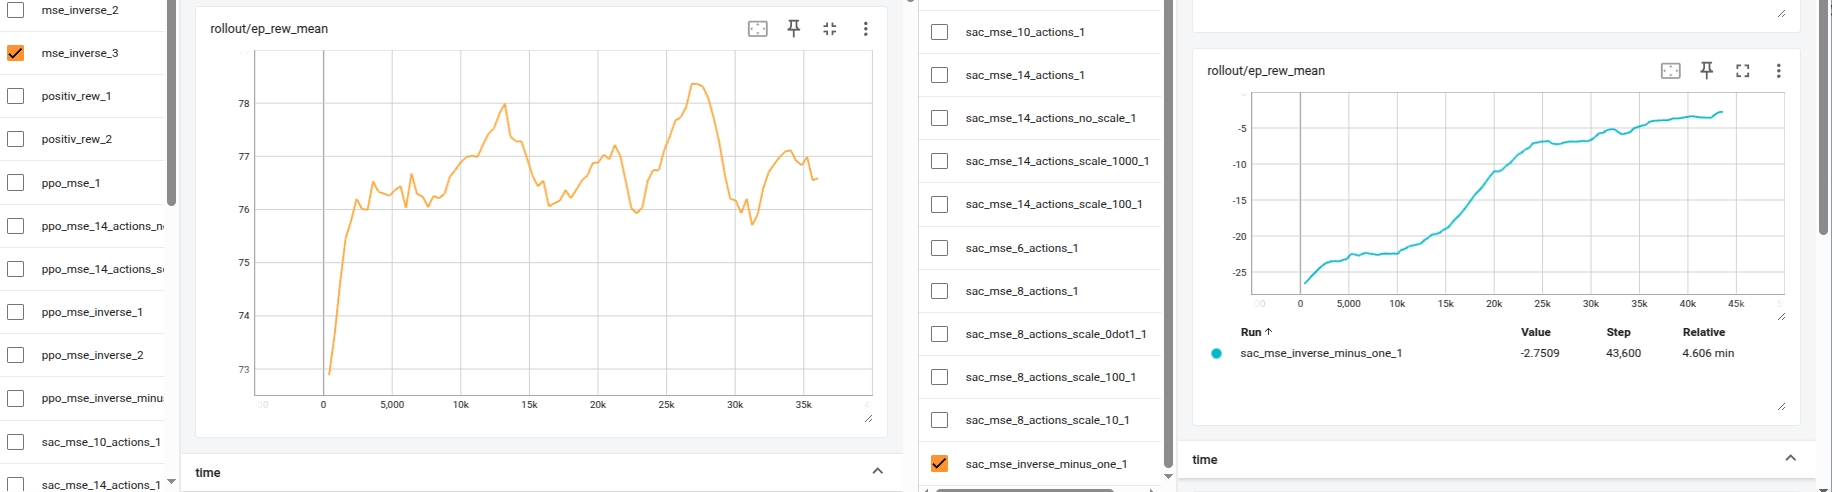 mse_inverse_2
mse_inverse_3
positiv_rew_1
positiv_rew_2
ppo_mse_1
ppo_mse_14_actions_n
ppo_mse_14_actions_s
ppo_mse_inverse_1
ppo_mse_inverse_2
ppo_mse_inverse_minu
sac_mse_10_actions_1
sac_mse_14_actions_1
rollout/ep_rew_mean
78
77
76
75
74
73
0 5,000 10k 15k 20k 25k 30k 35k
time
sac_mse_10_actions_1
sac_mse_14_actions_1
sac_mse_14_actions_no_scale_1
sac_mse_14_actions_scale_1000_1
sac_mse_14_actions_scale_100_1
sac_mse_6_actions_1
sac_mse_8_actions_1
sac_mse_8_actions_scale_0dot1_1
sac_mse_8_actions_scale_100_1
sac_mse_8_actions_scale_10_1
sac_mse_inverse_minus_one_1
rollout/ep_rew_mean
-5
-10
-15
-20
-25
00 0 5,000 10k 15k 20k 25k 30k 35k 40k 45k 5
Run ↑ Value Step Relative
sac_mse_inverse_minus_one_1 -2.7509 43,600 4.606 min
time